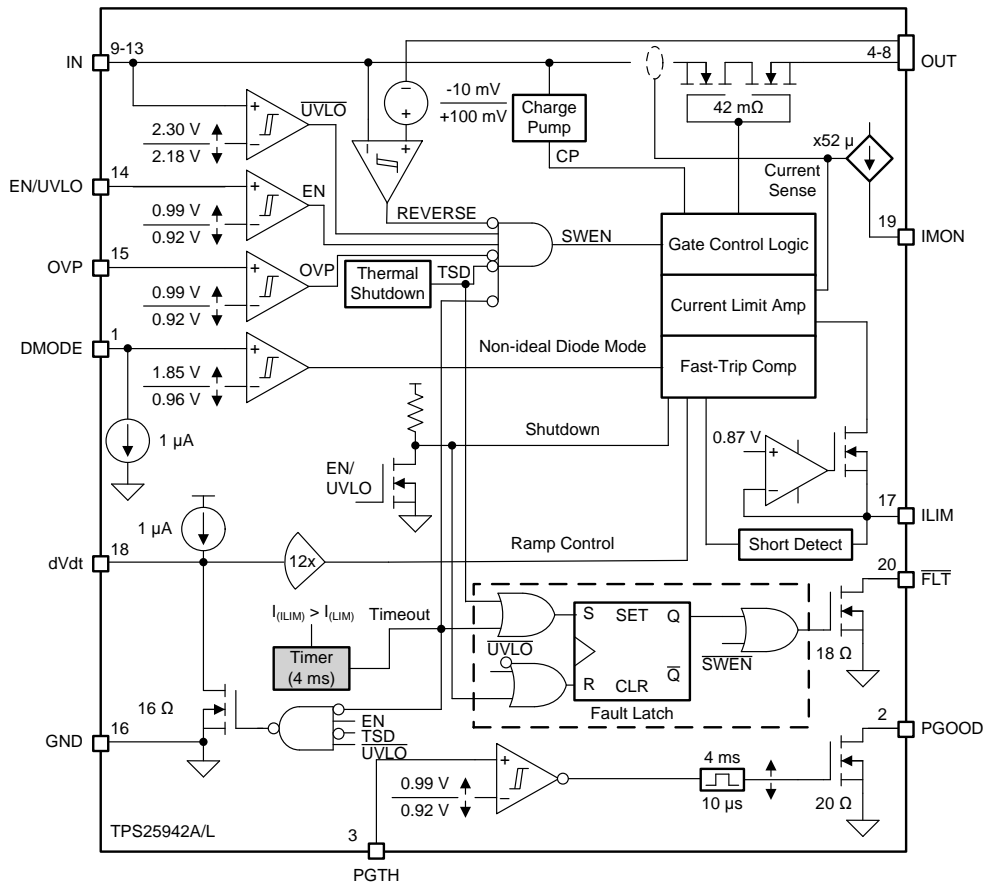 9-13
IN
4-8
OUT
-10 mV
+100 mV
42 mΩ
Charge
Pump
CP
x52 µ
Current
Sense
U̅V̅L̅O̅
2.30 V
2.18 V
14
EN/UVLO
EN
REVERSE
0.99 V
0.92 V
SWEN
Gate Control Logic
19
IMON
15
OVP
OVP
Thermal
Shutdown
TSD
0.99 V
0.92 V
Current Limit Amp
1
DMODE
Non-ideal Diode Mode
Fast-Trip Comp
1.85 V
0.96 V
1 µA
Shutdown
0.87 V
EN/
UVLO
17
ILIM
1 µA
Short Detect
18
dVdt
12x
Ramp Control
20
F̅L̅T̅
I(ILIM) > I(LIM)
Timeout
Timer
(4 ms)
U̅V̅L̅O̅
S
SET
Q
R
CLR
Q̅
S̅W̅E̅N̅
18 Ω
Fault Latch
16 Ω
16
GND
EN
TSD
U̅V̅L̅O̅
2
PGOOD
0.99 V
0.92 V
4 ms
10 µs
20 Ω
TPS25942A/L
3
PGTH